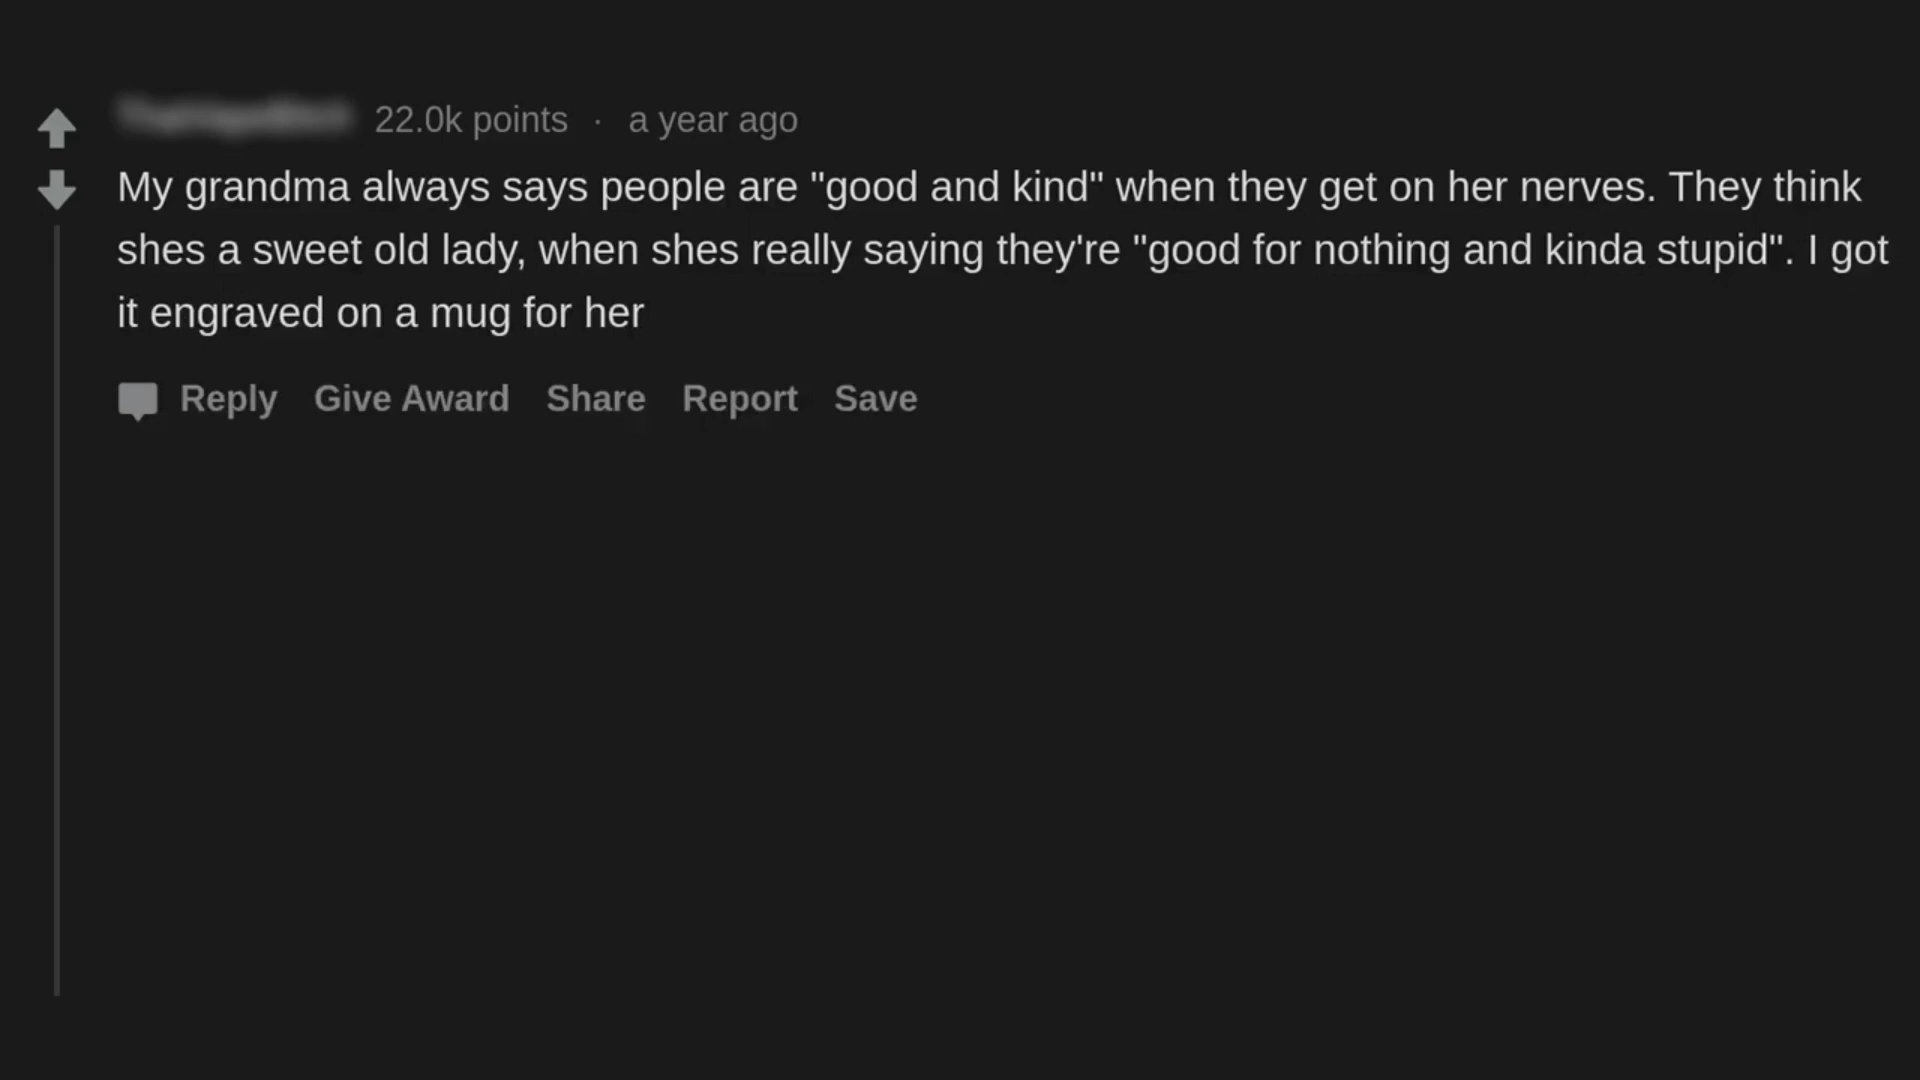 22.0k points · a year ago
My grandma always says people are "good and kind" when they get on her nerves. They think
shes a sweet old lady, when shes really saying they're "good for nothing and kinda stupid". I got
it engraved on a mug for her
Reply Give Award Share Report Save